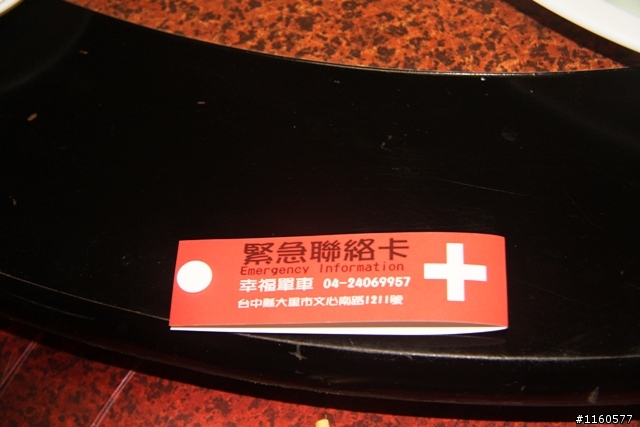 緊急聯絡卡
Emergency Information
幸福單車 04-24069957
台中縣大里市文心南路1211號
#1160577